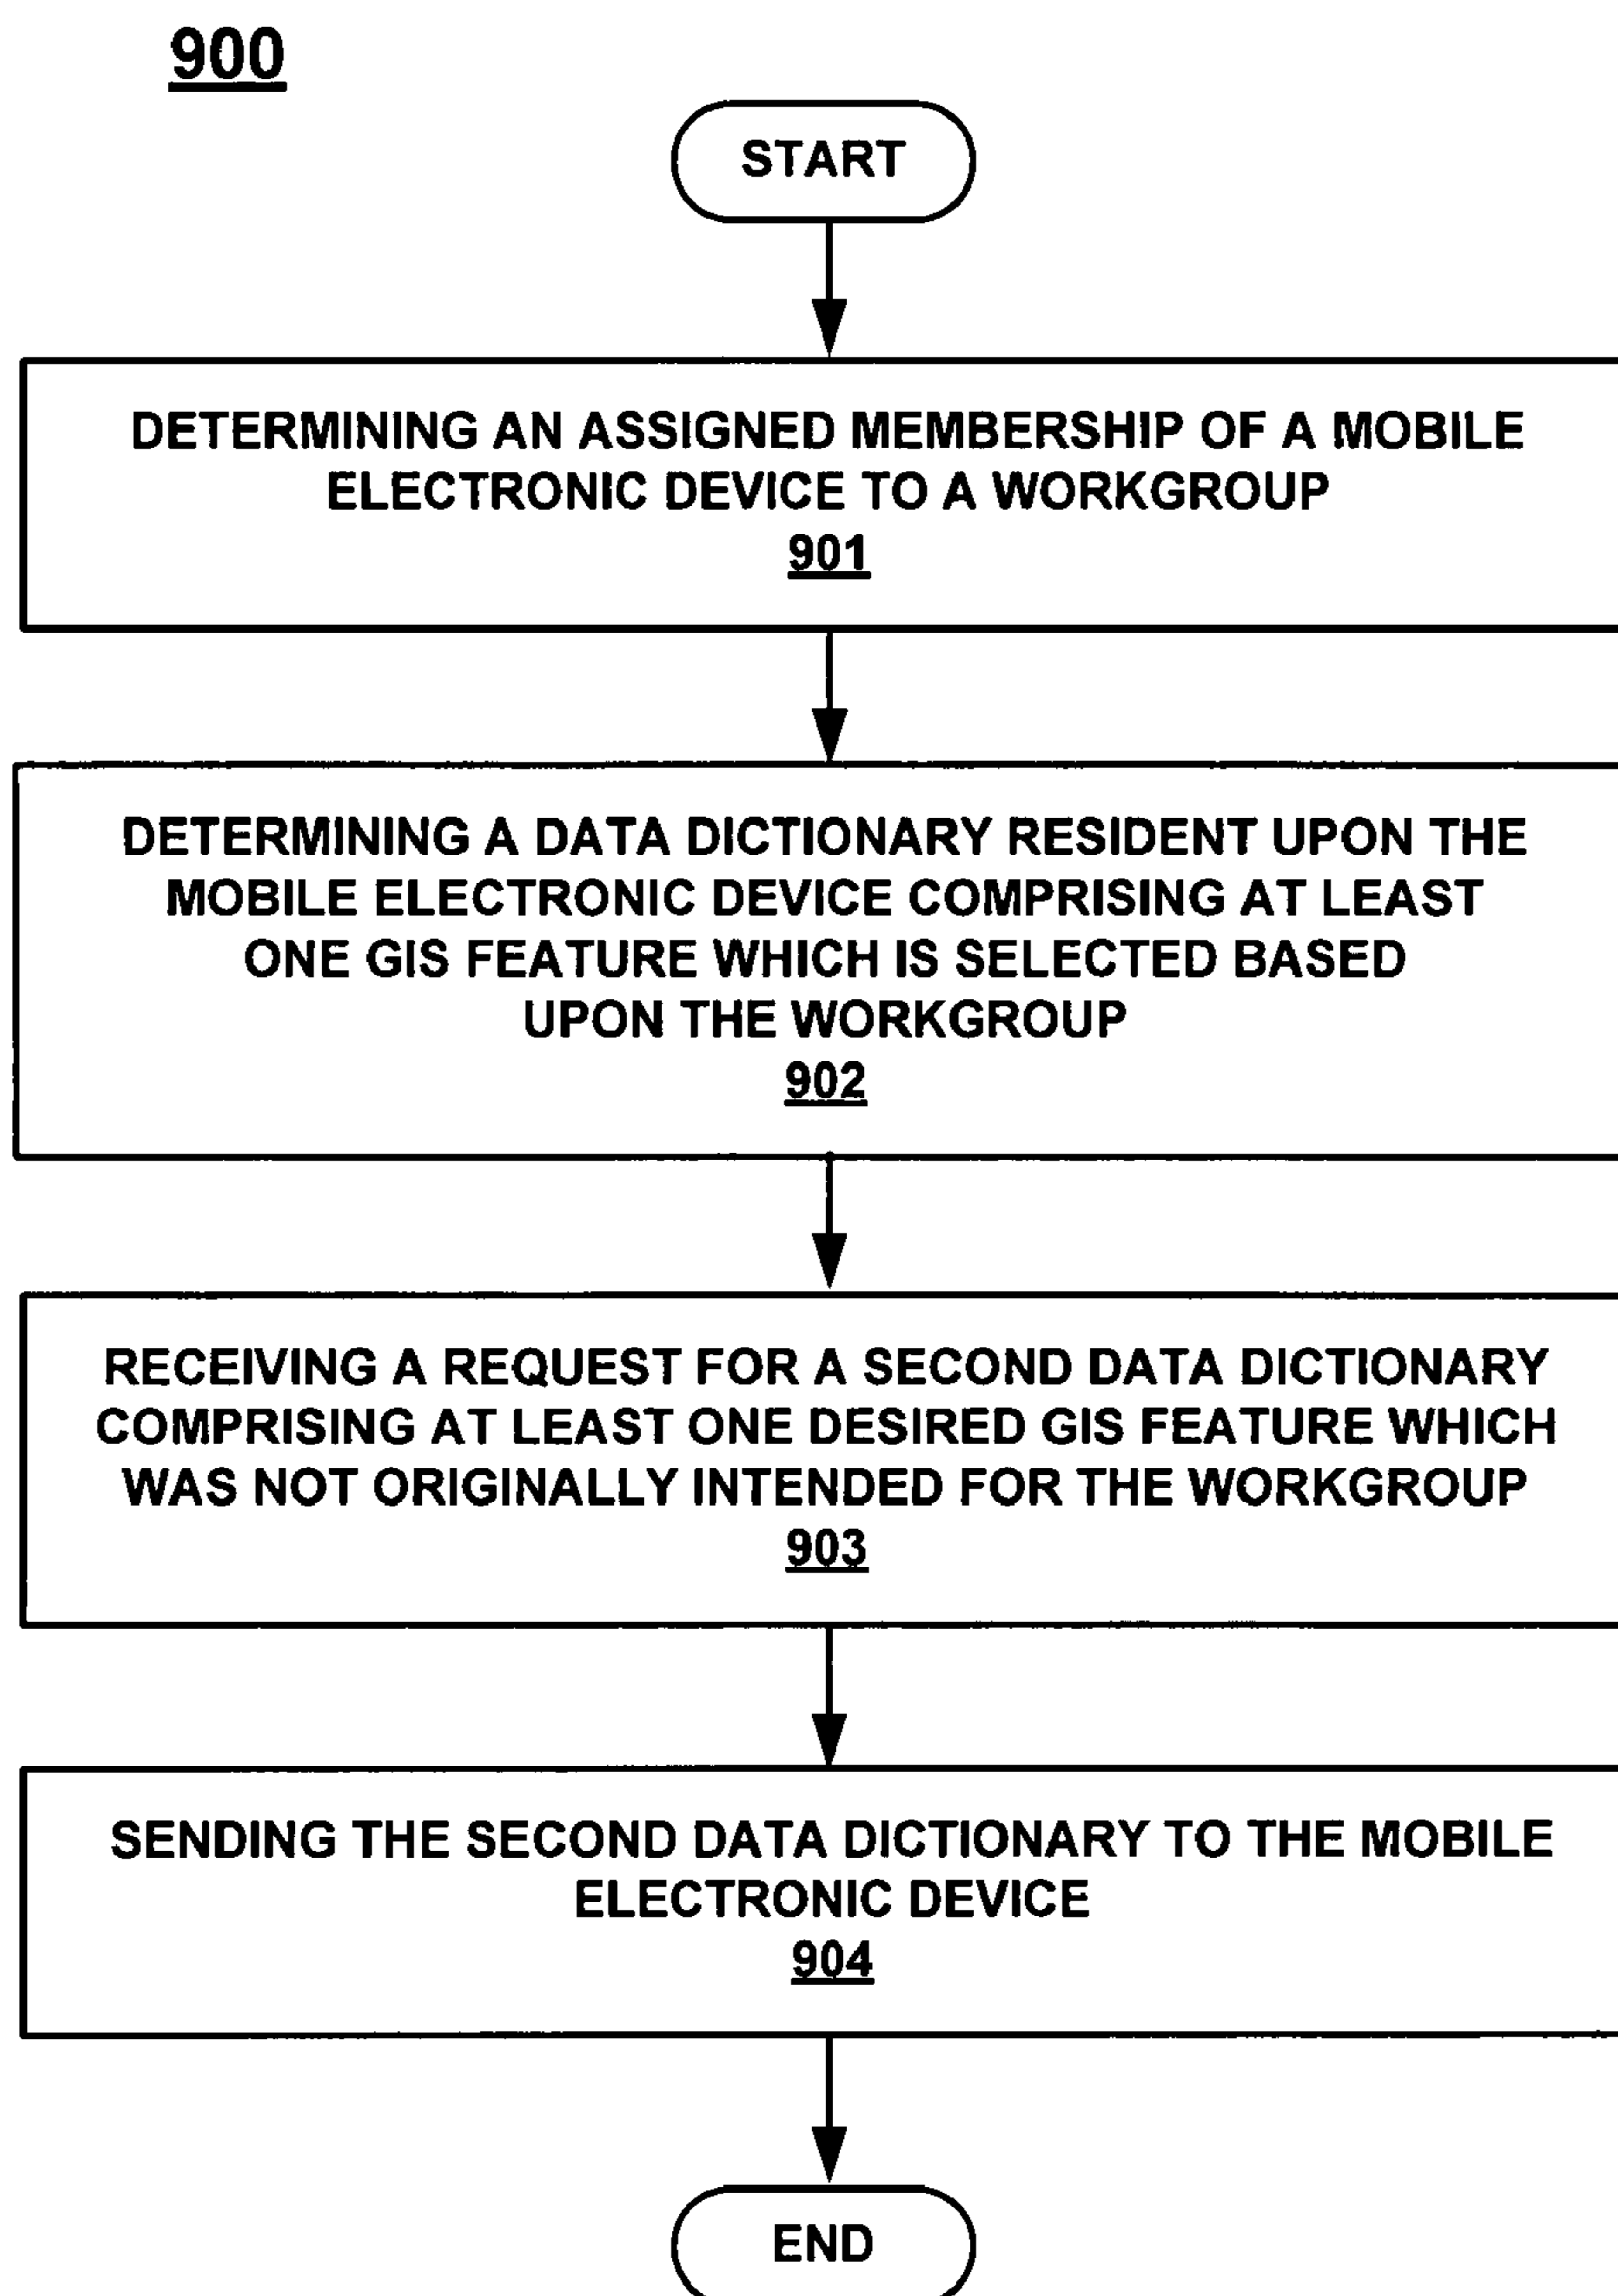 900
START
DETERMINING AN ASSIGNED MEMBERSHIP OF A MOBILE
ELECTRONIC DEVICE TO A WORKGROUP
901
DETERMINING A DATA DICTIONARY RESIDENT UPON THE
MOBILE ELECTRONIC DEVICE COMPRISING AT LEAST
ONE GIS FEATURE WHICH IS SELECTED BASED
UPON THE WORKGROUP
902
RECEIVING A REQUEST FOR A SECOND DATA DICTIONARY
COMPRISING AT LEAST ONE DESIRED GIS FEATURE WHICH
WAS NOT ORIGINALLY INTENDED FOR THE WORKGROUP
903
SENDING THE SECOND DATA DICTIONARY TO THE MOBILE
ELECTRONIC DEVICE
904
END